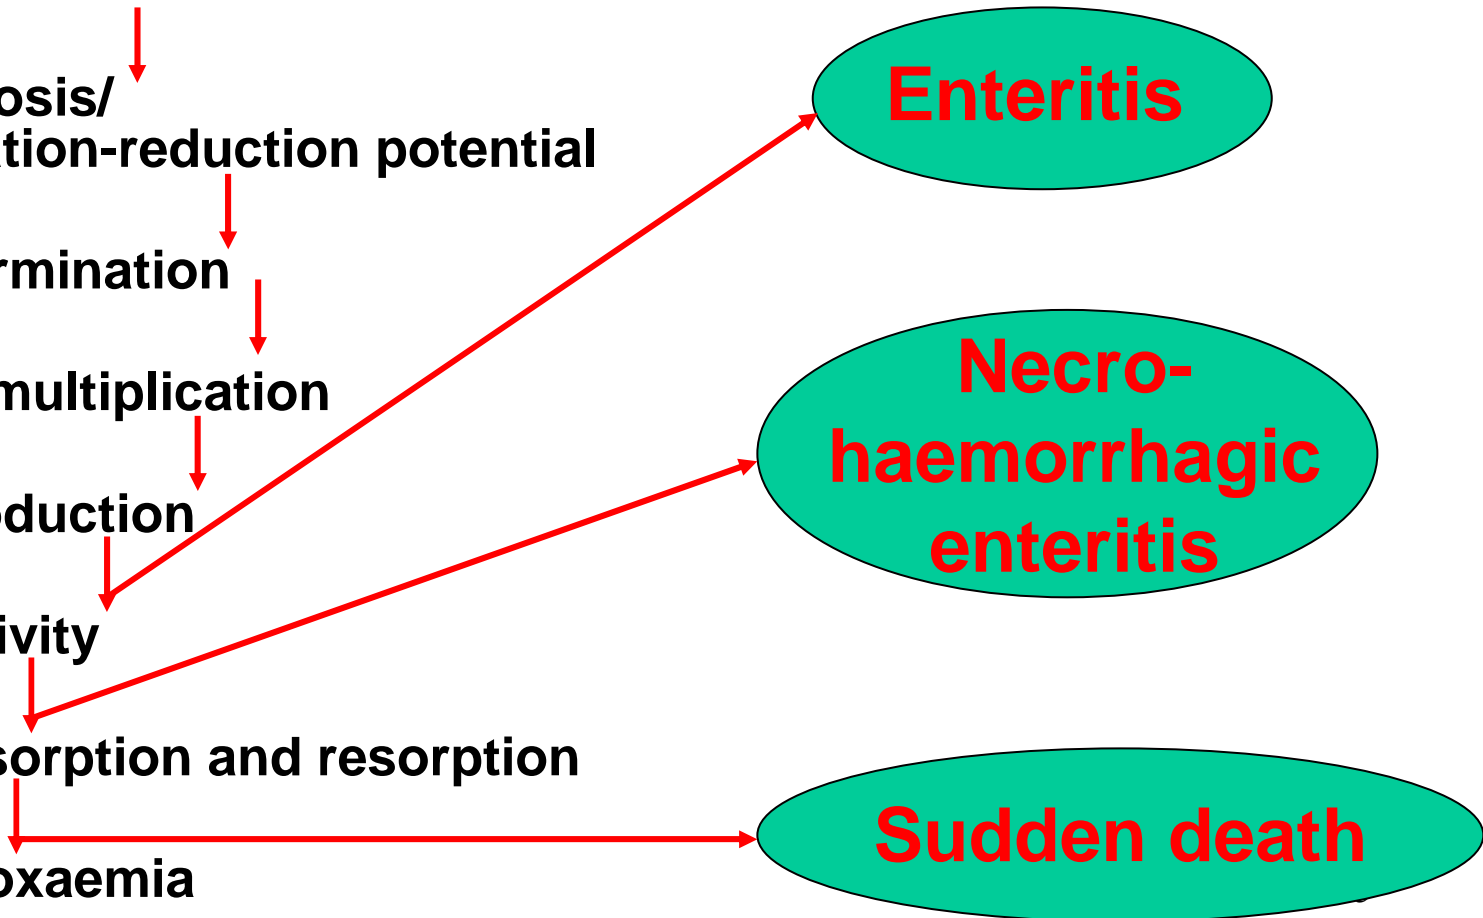 osis/
tion-reduction potential
rmination
multiplication
oduction
ivity
sorption and resorption
oxaemia
Enteritis
Necro-
haemorrhagic
enteritis
Sudden death